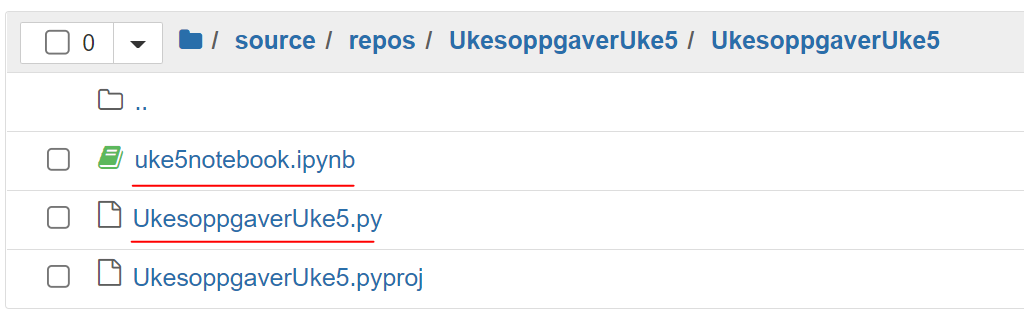 0 / source / repos / UkesoppgaverUke5 / UkesoppgaverUke5
..
uke5notebook.ipynb
UkesoppgaverUke5.py
UkesoppgaverUke5.pyproj